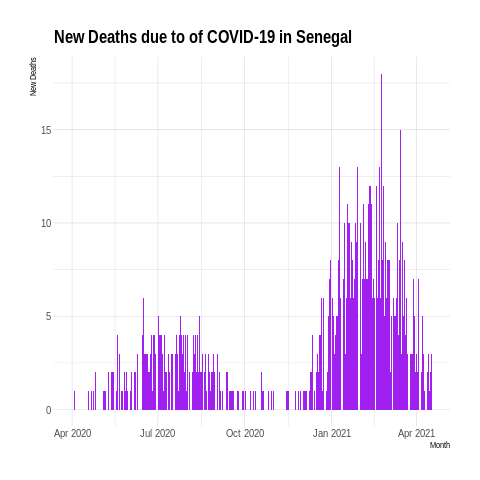 New Deaths due to of COVID-19 in Senegal
New Deaths
15
10
5
0
Apr 2020 Jul 2020 Oct 2020 Jan 2021 Apr 2021
Month